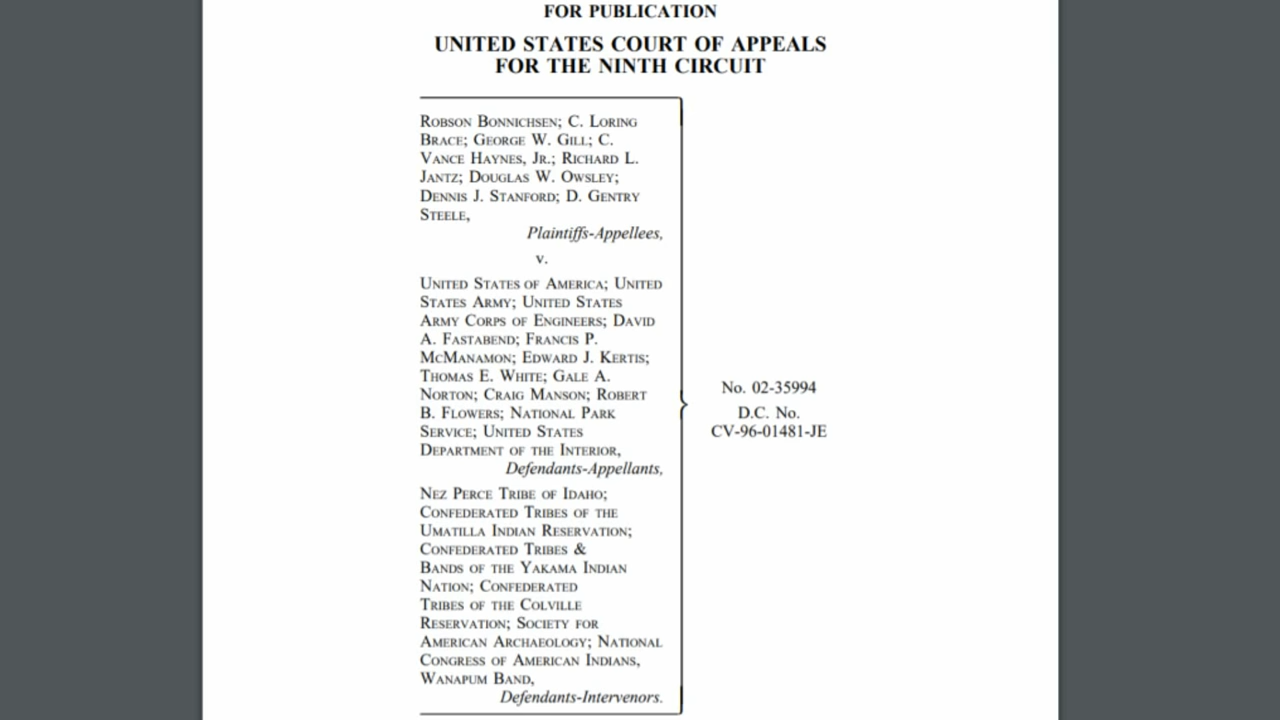 FOR PUBLICATION
UNITED STATES COURT OF APPEALS
FOR THE NINTH CIRCUIT
ROBSON BONNICHSEN; C. LORING
BRACE; GEORGE W. GILL; C.
VANCE HAYNES, JR.; RICHARD L.
JANTZ; DOUGLAS W. OWSLEY;
DENNIS J. STANFORD; D. GENTRY
STEELE,
Plaintiffs-Appellees,
v.
UNITED STATES OF AMERICA; UNITED
STATES ARMY; UNITED STATES
ARMY CORPS OF ENGINEERS; DAVID
A. FASTABEND; FRANCIS P.
MCMANAMON; EDWARD J. KERTIS;
THOMAS E. WHITE; GALE A.
NORTON; CRAIG MANSON; ROBERT
B. FLOWERS; NATIONAL PARK
SERVICE; UNITED STATES
DEPARTMENT OF THE INTERIOR,
Defendants-Appellants,
NEZ PERCE TRIBE OF IDAHO;
CONFEDERATED TRIBES OF THE
UMATILLA INDIAN RESERVATION;
CONFEDERATED TRIBES &
BANDS OF THE YAKAMA INDIAN
NATION; CONFEDERATED
TRIBES OF THE COLVILLE
RESERVATION; SOCIETY FOR
AMERICAN ARCHAEOLOGY; NATIONAL
CONGRESS OF AMERICAN INDIANS,
WANAPUM BAND,
Defendants-Intervenors.
No. 02-35994
D.C. No.
CV-96-01481-JE